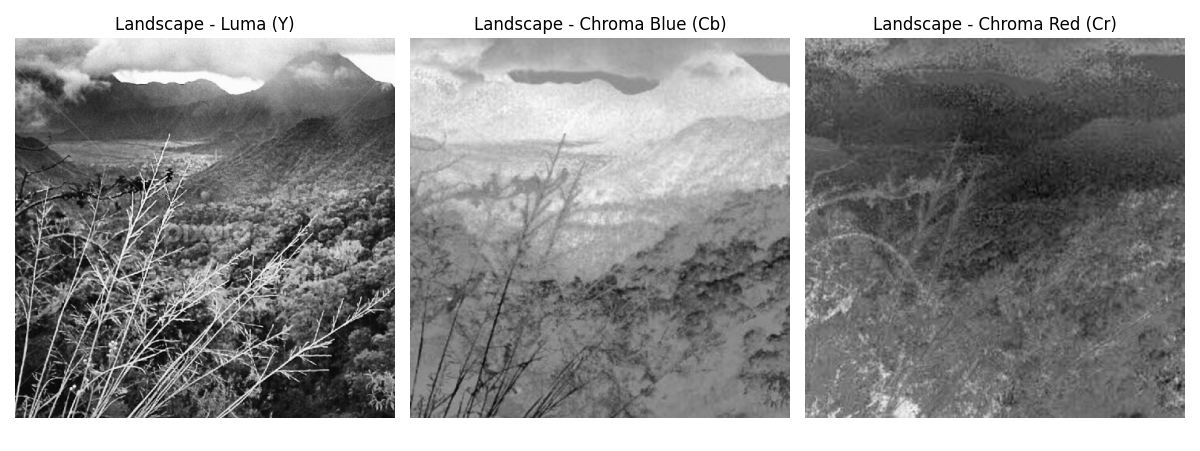 Landscape - Luma (Y)
Landscape - Chroma Blue (Cb)
Landscape - Chroma Red (Cr)